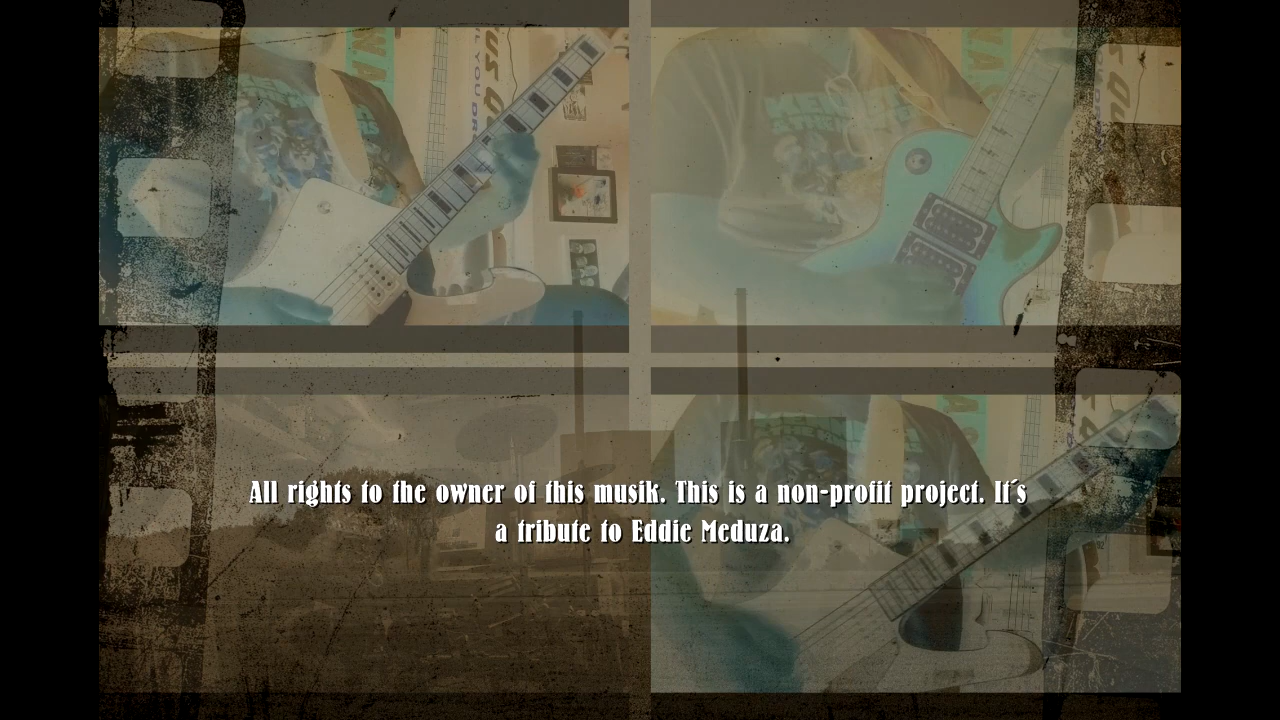 All rights to the owner of this musik. This is a non-profit project. It´s
a tribute to Eddie Meduza.